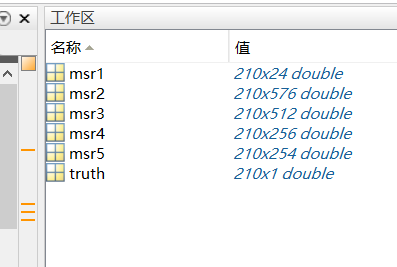 工作区
名称 值
msr1 210x24 double
msr2 210x576 double
msr3 210x512 double
msr4 210x256 double
msr5 210x254 double
truth 210x1 double